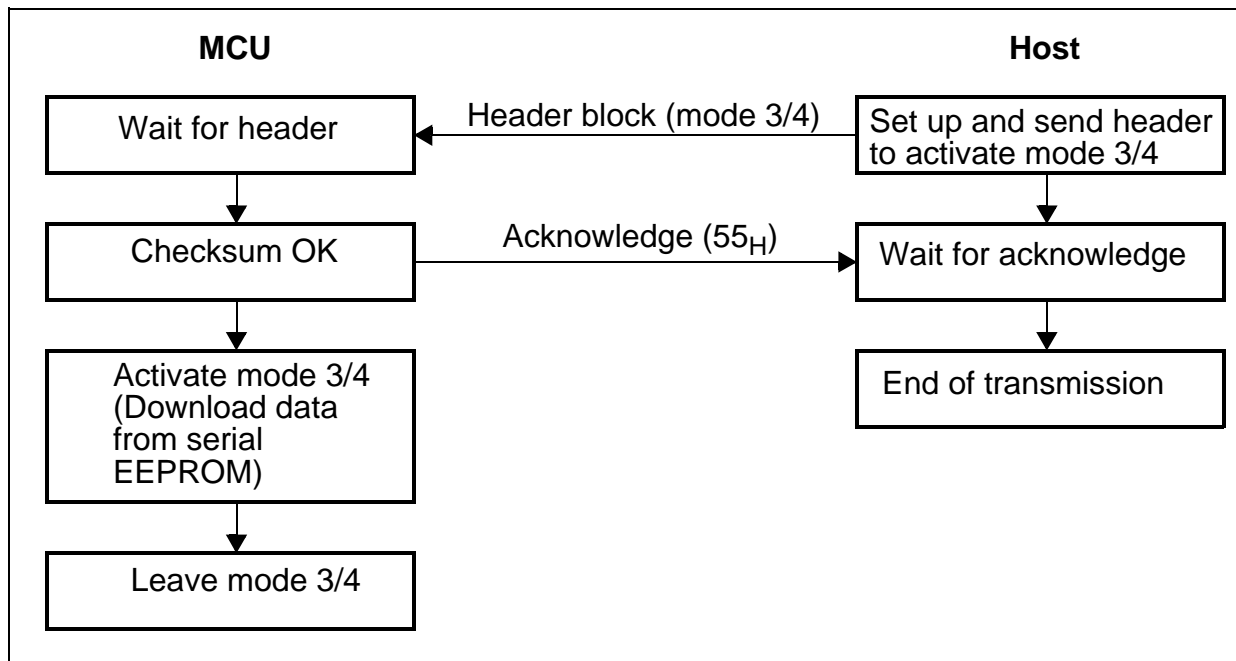 MCU
Host
Wait for header
Header block (mode 3/4)
Set up and send header
to activate mode 3/4
Checksum OK
Acknowledge (55H)
Wait for acknowledge
Activate mode 3/4
(Download data
from serial
EEPROM)
End of transmission
Leave mode 3/4